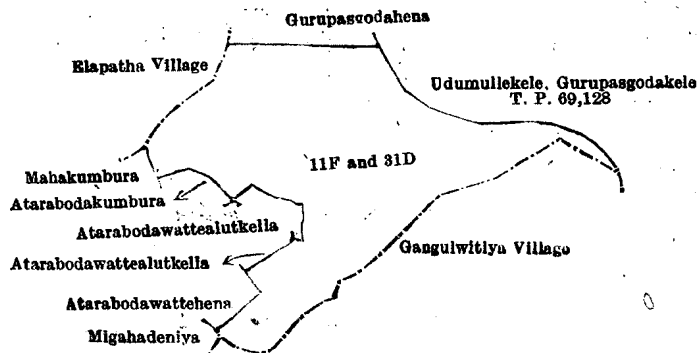 Gurupasgodahena
Elapatha Village
Udumullekele, Gurupasgodakele
T. P. 69,128
11F and 31D
Mahakumbura
Atarabodakumbura
Atarabodawattealutkella
Gangulwitiya Village
Atarabodawattealutkella
Atarabodawattehena
Migahadeniya